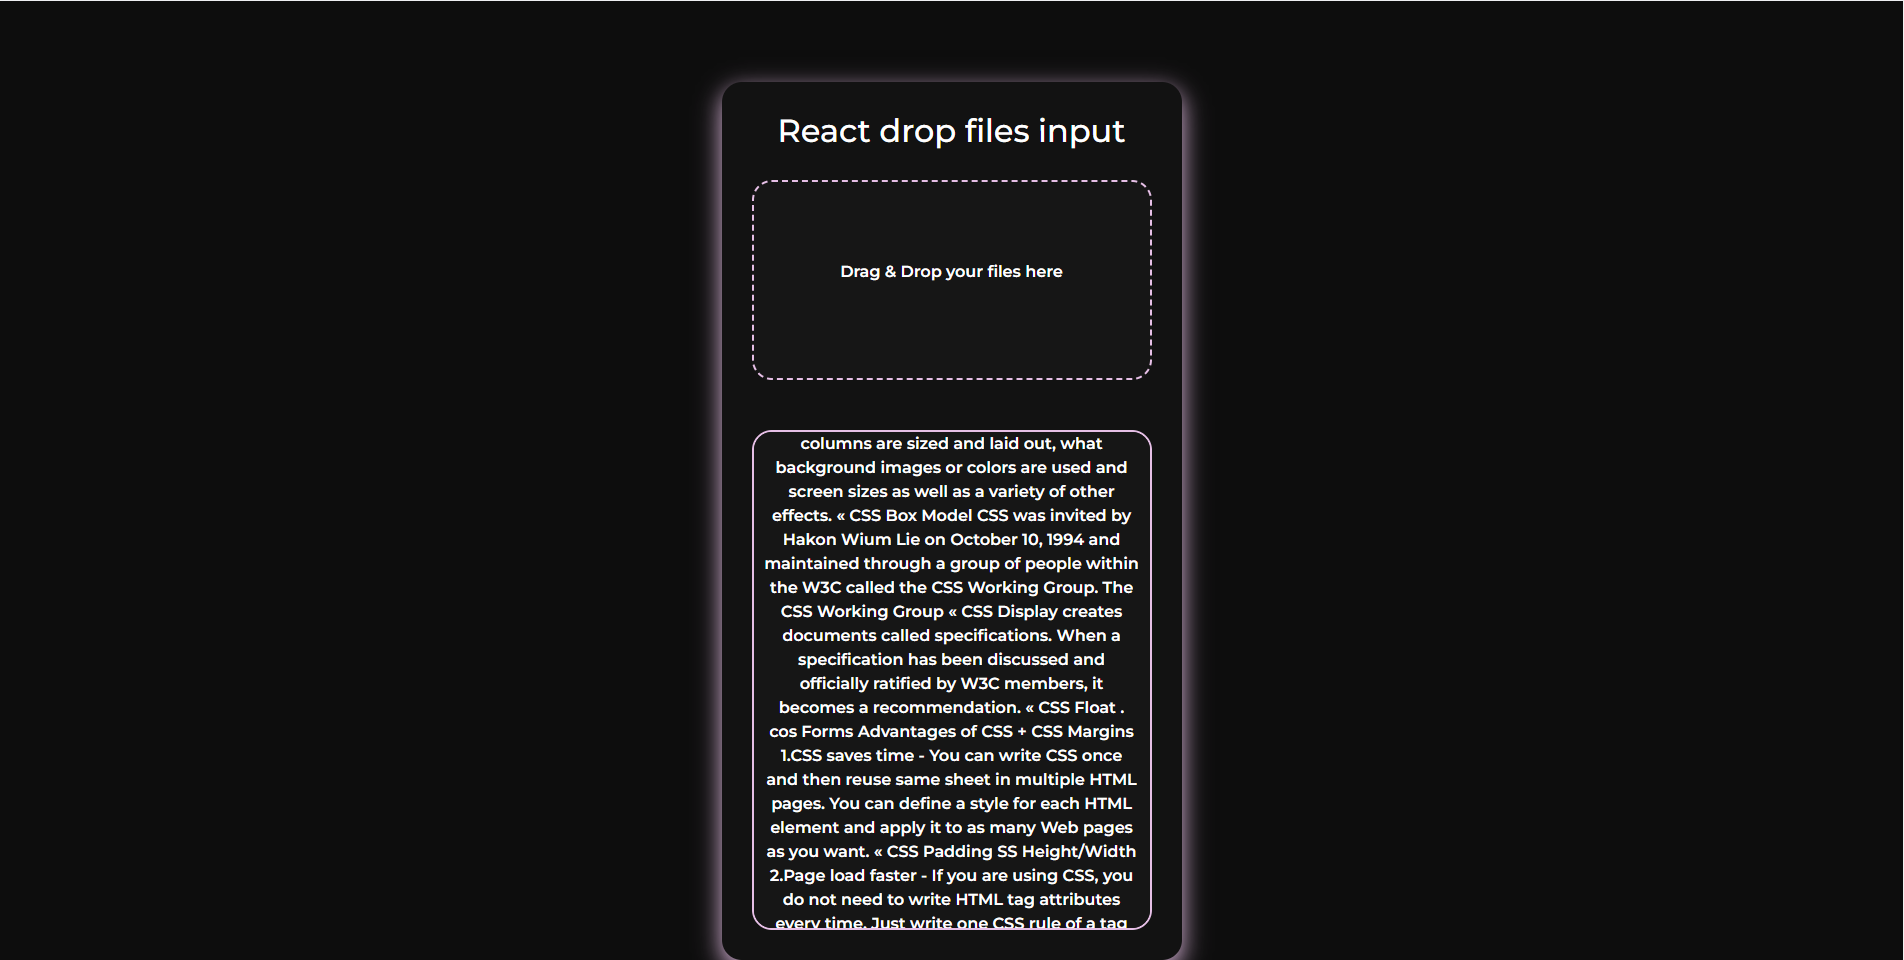 React drop files input
Drag & Drop your files here
columns are sized and laid out, what
background images or colors are used and
screen sizes as well as a variety of other
effects. « CSS Box Model CSS was invited by
Hakon Wium Lie on October 10, 1994 and
maintained through a group of people within
the W3C called the CSS Working Group. The
CSS Working Group « CSS Display creates
documents called specifications. When a
specification has been discussed and
officially ratified by W3C members, it
becomes a recommendation. « CSS Float .
cos Forms Advantages of CSS + CSS Margins
1.CSS saves time - You can write CSS once
and then reuse same sheet in multiple HTML
pages. You can define a style for each HTML
element and apply it to as many Web pages
as you want. « CSS Padding SS Height/Width
2.Page load faster - If you are using CSS, you
do not need to write HTML tag attributes
every time. Just write one CSS rule of a tag